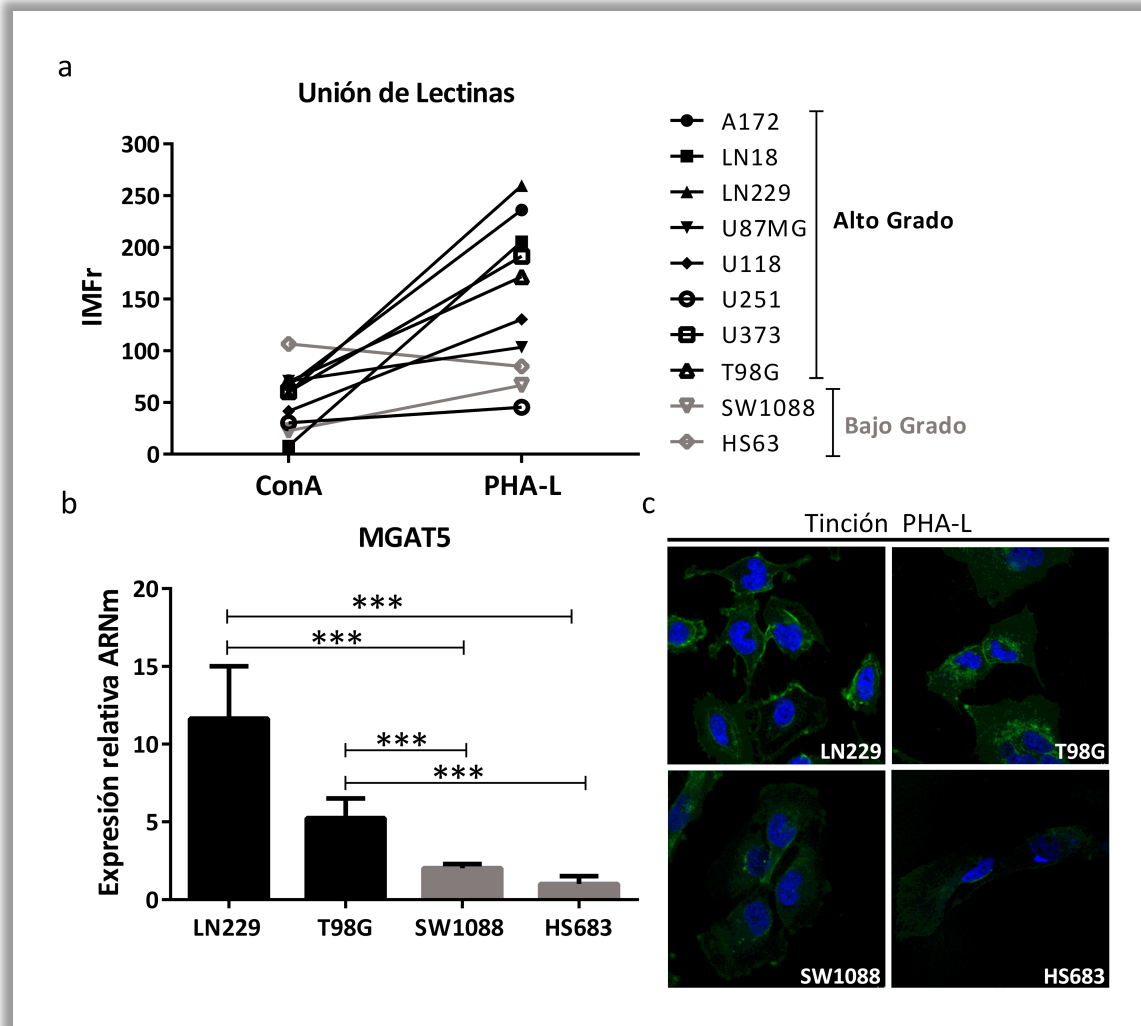 a
Unión de Lectinas
IMFr
300
250
200
150
100
50
0
ConA
PHA-L
A172
LN18
LN229
U87MG
U118
U251
U373
T98G
SW1088
HS63
Alto Grado
Bajo Grado
b
MGAT5
Expresión relativa ARNm
20
15
10
5
0
***
***
***
***
LN229
T98G
SW1088
HS683
c
Tinción PHA-L
LN229
T98G
SW1088
HS683